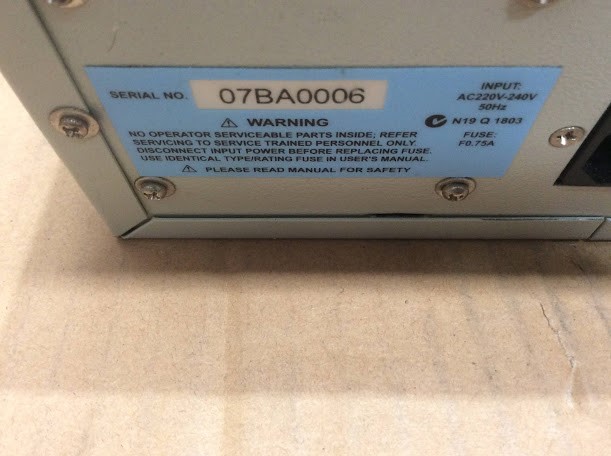 SERIAL NO. 07BA0006
⚠ WARNING
NO OPERATOR SERVICEABLE PARTS INSIDE; REFER
SERVICING TO SERVICE TRAINED PERSONNEL ONLY.
DISCONNECT INPUT POWER BEFORE REPLACING FUSE.
USE IDENTICAL TYPE/RATING FUSE IN USER'S MANUAL.
⚠ PLEASE READ MANUAL FOR SAFETY
INPUT:
AC220V-240V
50Hz
N19 Q 1803
FUSE:
F0.75A